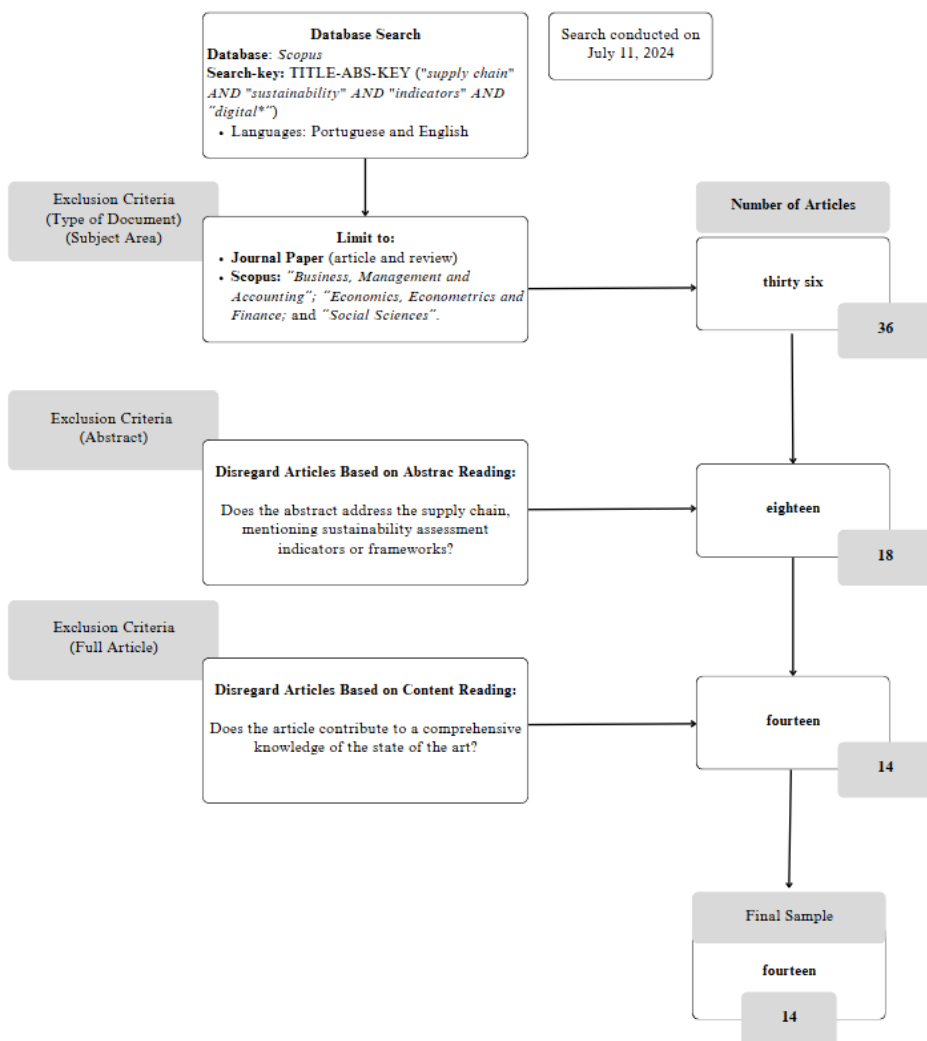 Database Search
Database: Scopus
Search-key: TITLE-ABS-KEY ("supply chain"
AND "sustainability" AND "indicators" AND
"digital*")
• Languages: Portuguese and English
Search conducted on
July 11, 2024
Exclusion Criteria
(Type of Document)
(Subject Area)
Limit to:
• Journal Paper (article and review)
• Scopus: "Business, Management and
Accounting"; "Economics, Econometrics and
Finance; and "Social Sciences".
Number of Articles
thirty six
36
Exclusion Criteria
(Abstract)
Disregard Articles Based on Abstrac Reading:
Does the abstract address the supply chain,
mentioning sustainability assessment
indicators or frameworks?
eighteen
18
Exclusion Criteria
(Full Article)
Disregard Articles Based on Content Reading:
Does the article contribute to a comprehensive
knowledge of the state of the art?
fourteen
14
Final Sample
fourteen
14